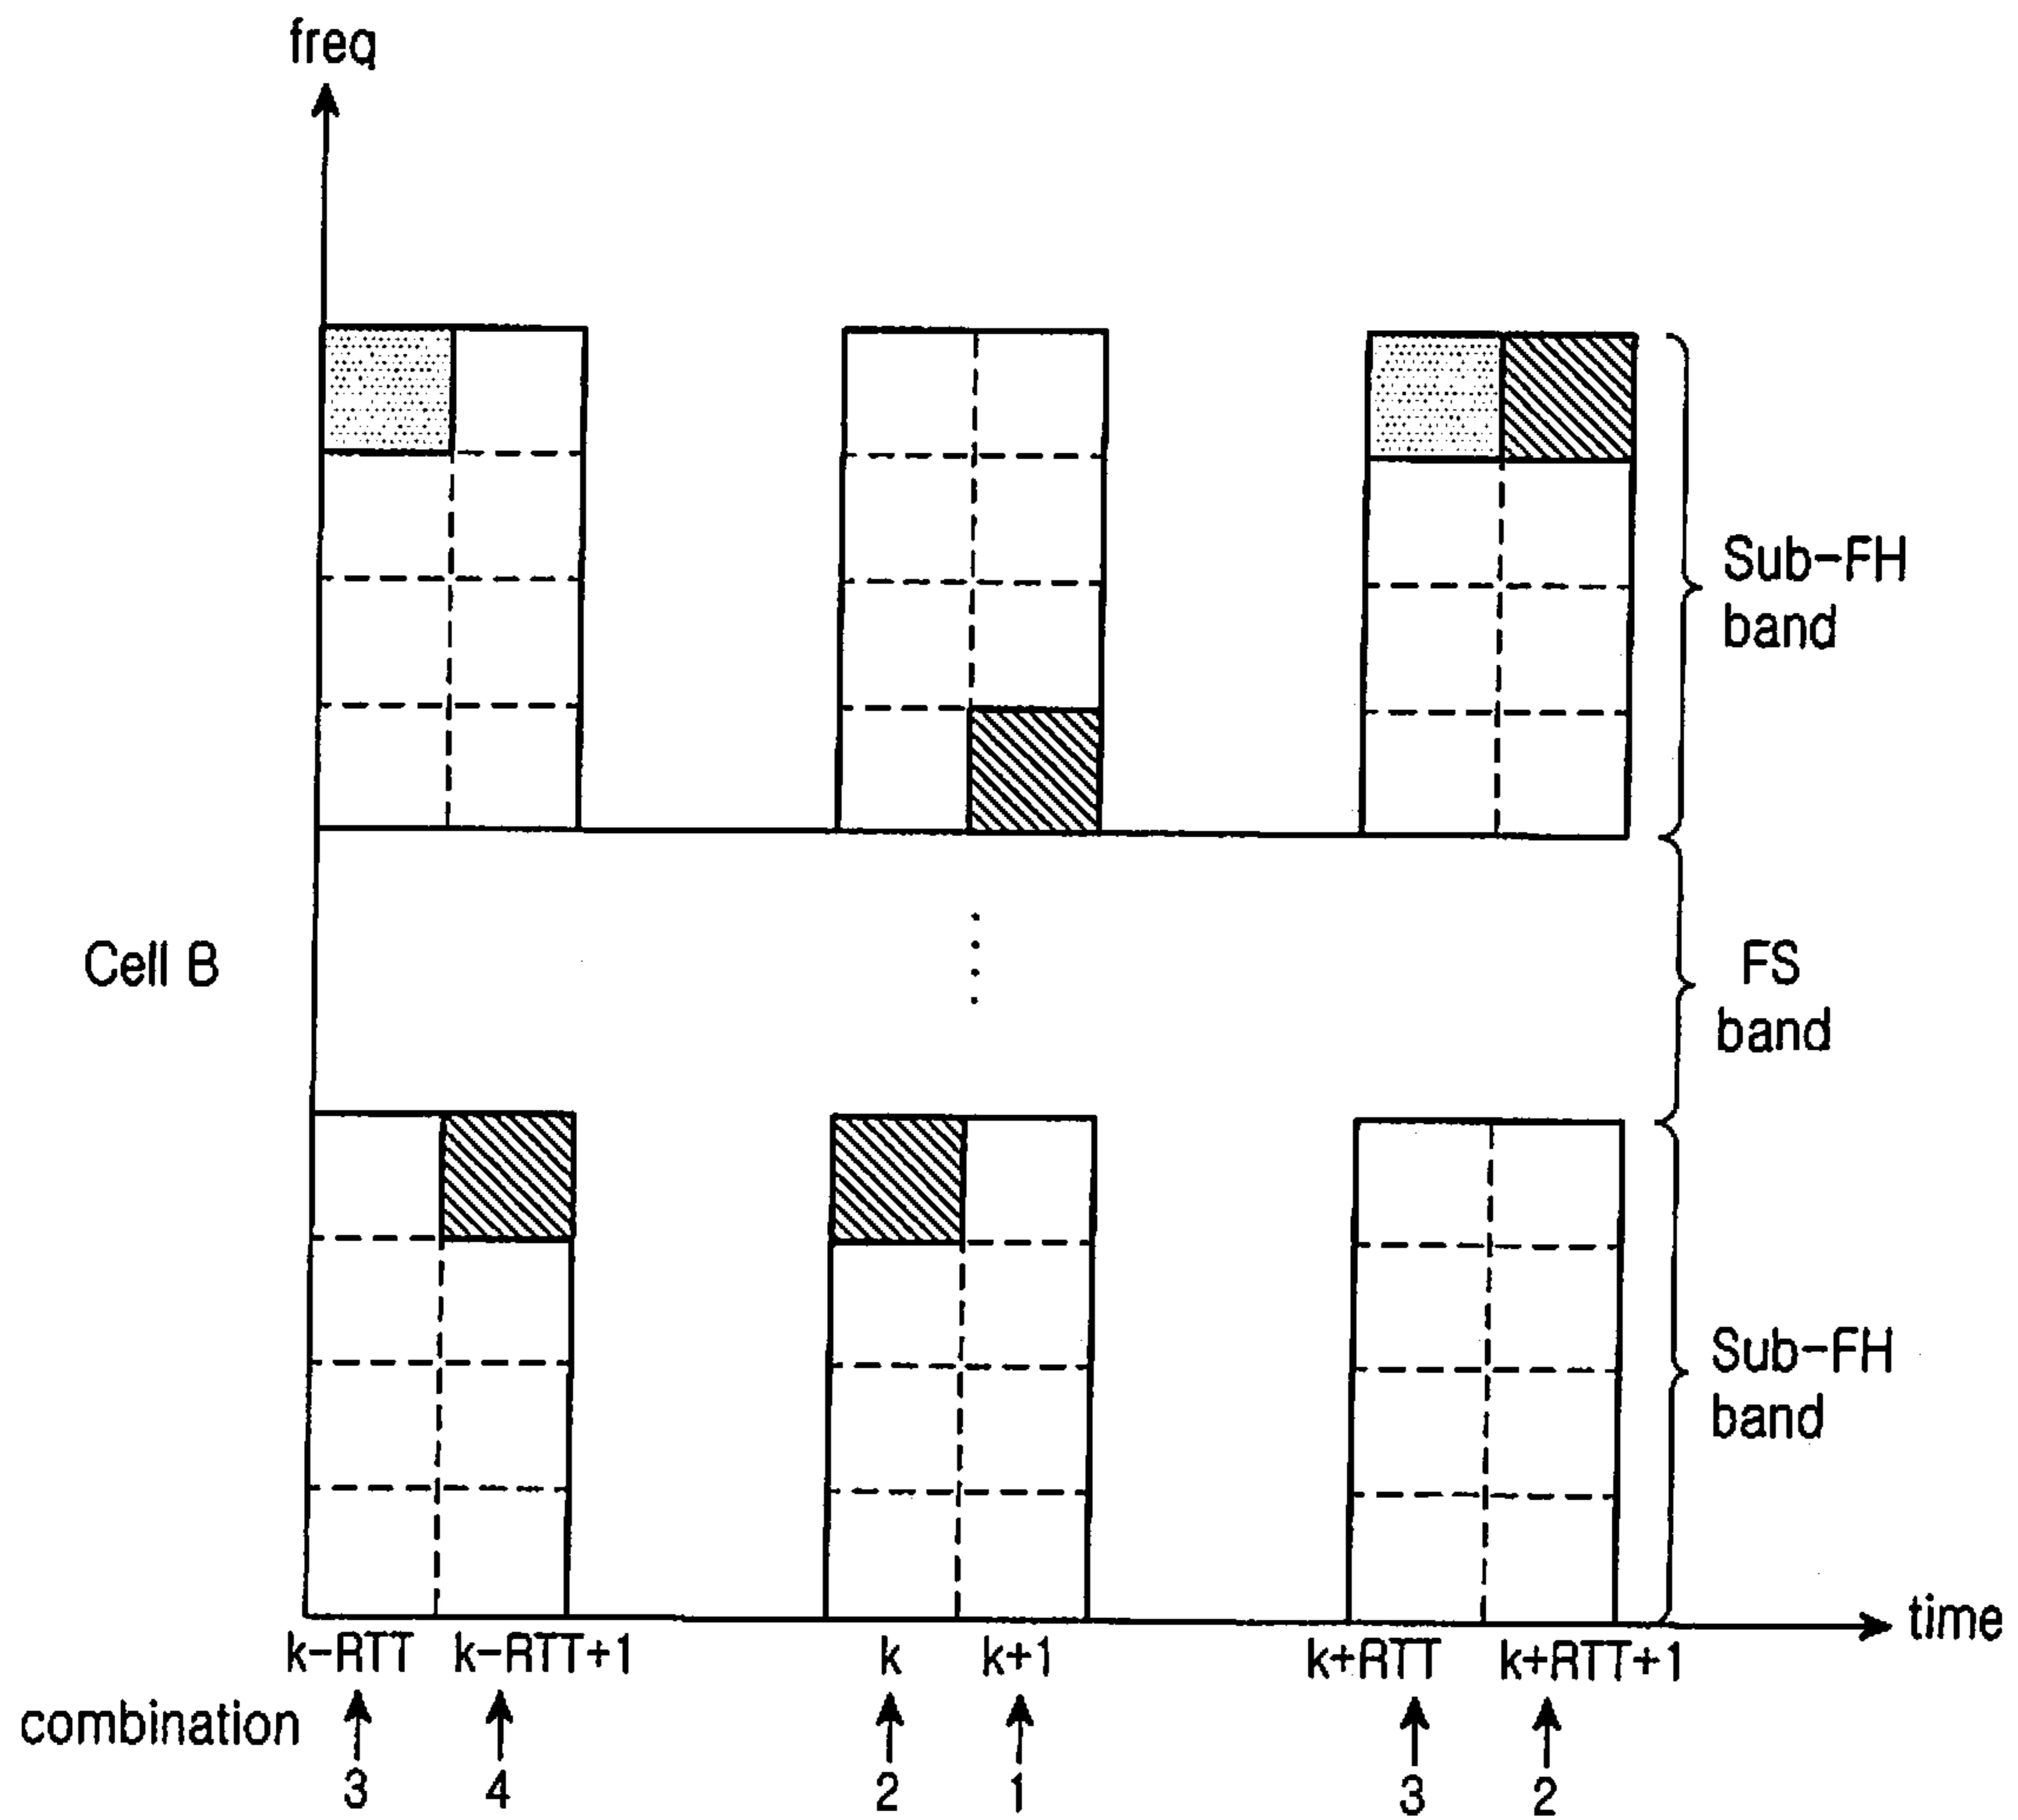 freq
Sub-FH
band
Cell B
FS
band
Sub-FH
band
time
k-RTT k-RTT+1 k k+1 k+RTT k+RTT+1
combination
3 4 2 1 3 2